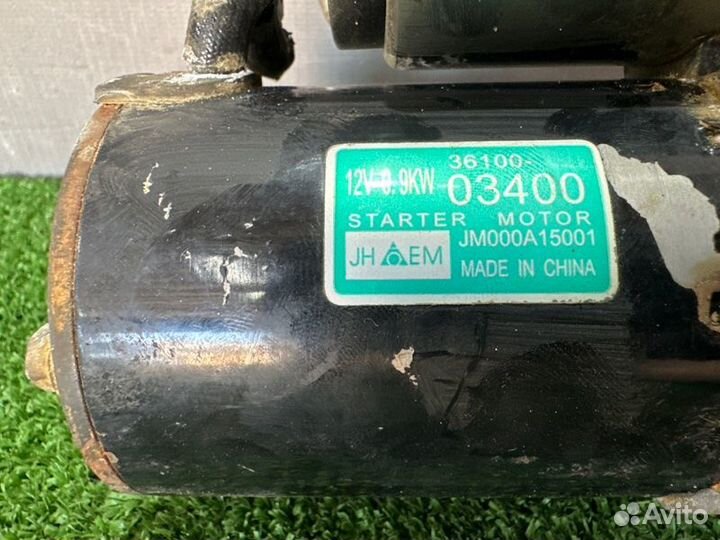 36100-
12V 0.9KW 03400
STARTER MOTOR
JH EM JM000A15001
MADE IN CHINA
Avito